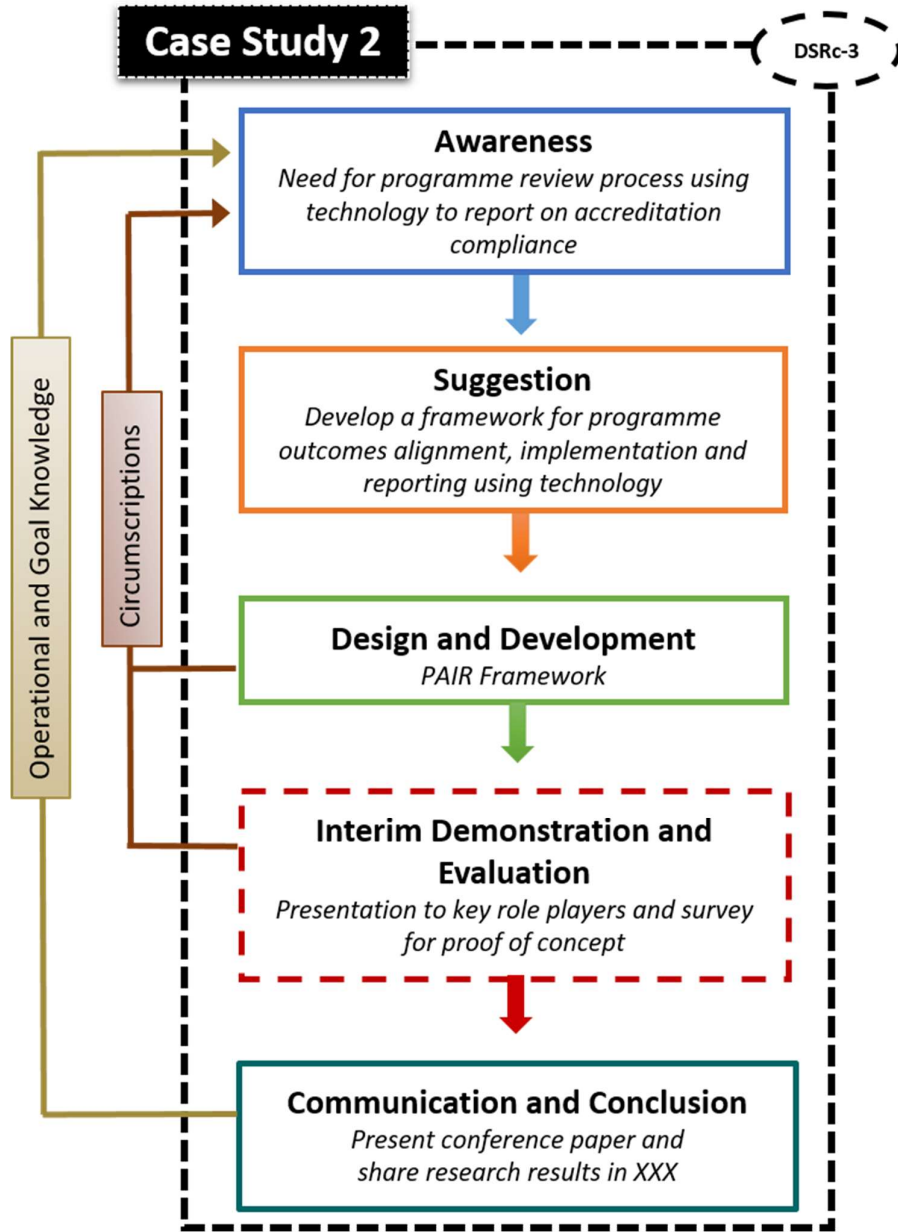 Case Study 2
DSRc-3
Awareness
Need for programme review process using
technology to report on accreditation
compliance
Suggestion
Develop a framework for programme
outcomes alignment, implementation and
reporting using technology
Operational and Goal Knowledge
Circumscriptions
Design and Development
PAIR Framework
Interim Demonstration and
Evaluation
Presentation to key role players and survey
for proof of concept
Communication and Conclusion
Present conference paper and
share research results in XXX